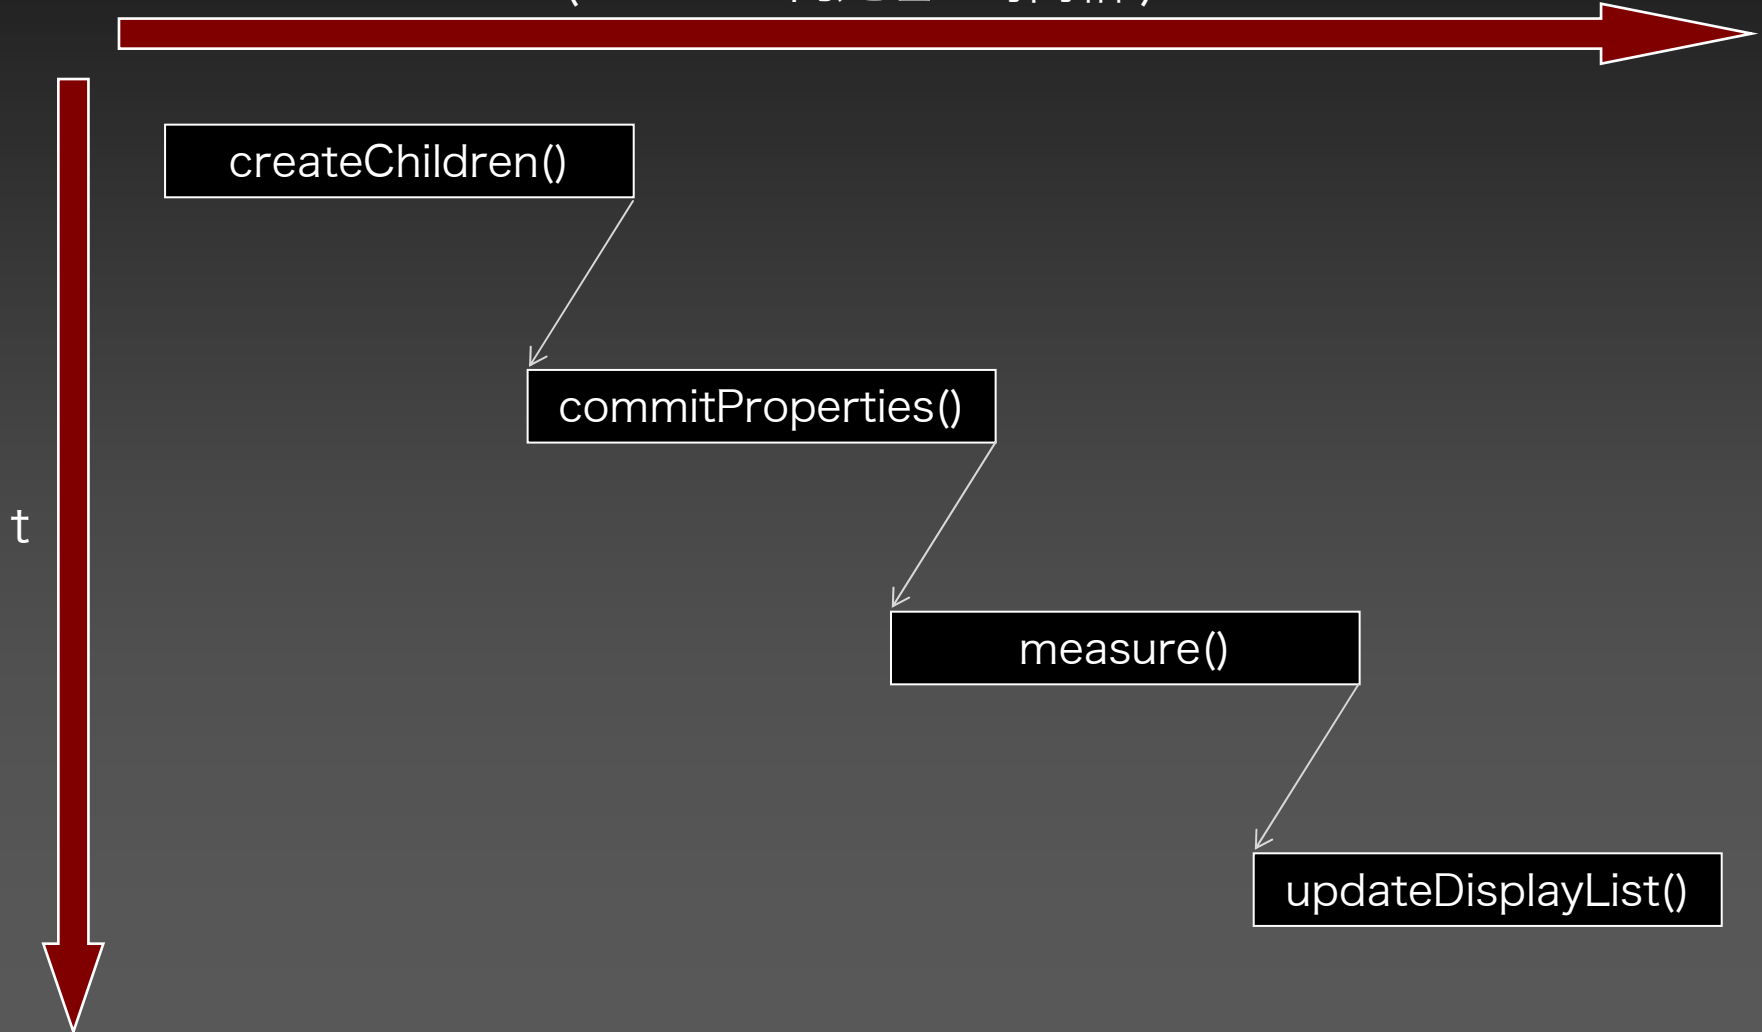 createChildren()
commitProperties()
t
measure()
updateDisplayList()